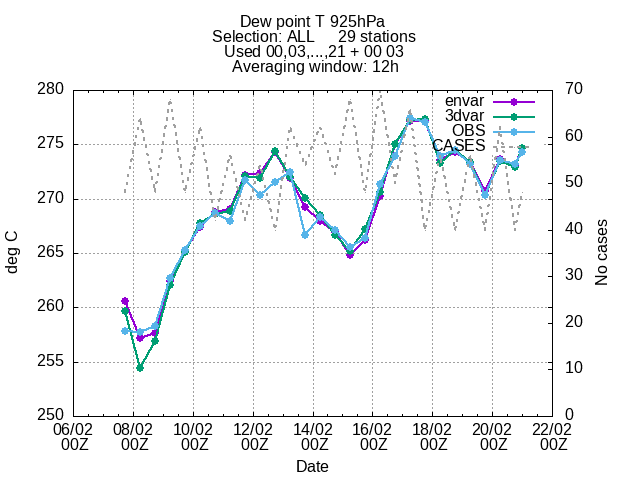 Dew point T 925hPa
Selection: ALL 29 stations
Used 00,03,...,21 + 00 03
Averaging window: 12h
280
275
270
265
260
255
250
deg C
70
60
50
40
30
20
10
0
No cases
envar
3dvar
OBS
CASES
06/02 08/02 10/02 12/02 14/02 16/02 18/02 20/02 22/02
00Z 00Z 00Z 00Z 00Z 00Z 00Z 00Z 00Z
Date